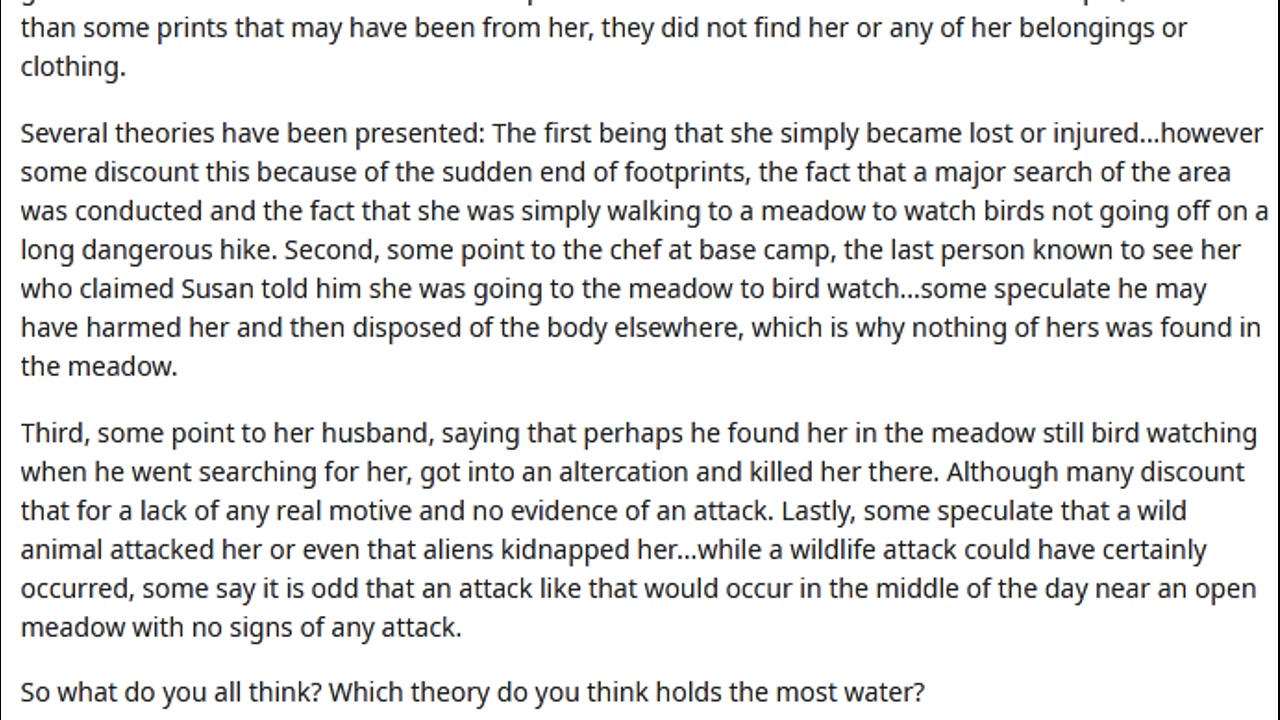 than some prints that may have been from her, they did not find her or any of her belongings or
clothing.
Several theories have been presented: The first being that she simply became lost or injured...however
some discount this because of the sudden end of footprints, the fact that a major search of the area
was conducted and the fact that she was simply walking to a meadow to watch birds not going off on a
long dangerous hike. Second, some point to the chef at base camp, the last person known to see her
who claimed Susan told him she was going to the meadow to bird watch...some speculate he may
have harmed her and then disposed of the body elsewhere, which is why nothing of hers was found in
the meadow.
Third, some point to her husband, saying that perhaps he found her in the meadow still bird watching
when he went searching for her, got into an altercation and killed her there. Although many discount
that for a lack of any real motive and no evidence of an attack. Lastly, some speculate that a wild
animal attacked her or even that aliens kidnapped her...while a wildlife attack could have certainly
occurred, some say it is odd that an attack like that would occur in the middle of the day near an open
meadow with no signs of any attack.
So what do you all think? Which theory do you think holds the most water?